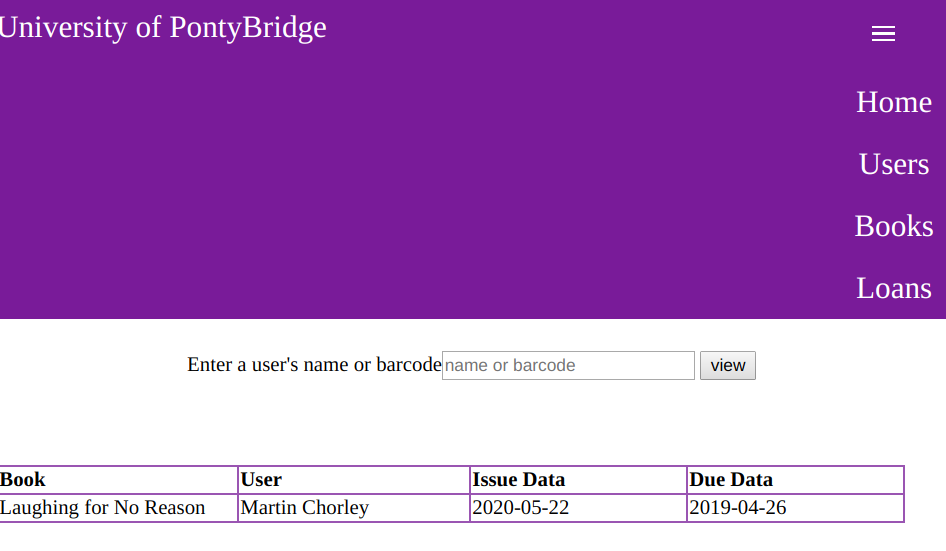 University of PontyBridge
Home
Users
Books
Loans
Enter a user's name or barcode name or barcode view
Book User Issue Data Due Data
Laughing for No Reason Martin Chorley 2020-05-22 2019-04-26